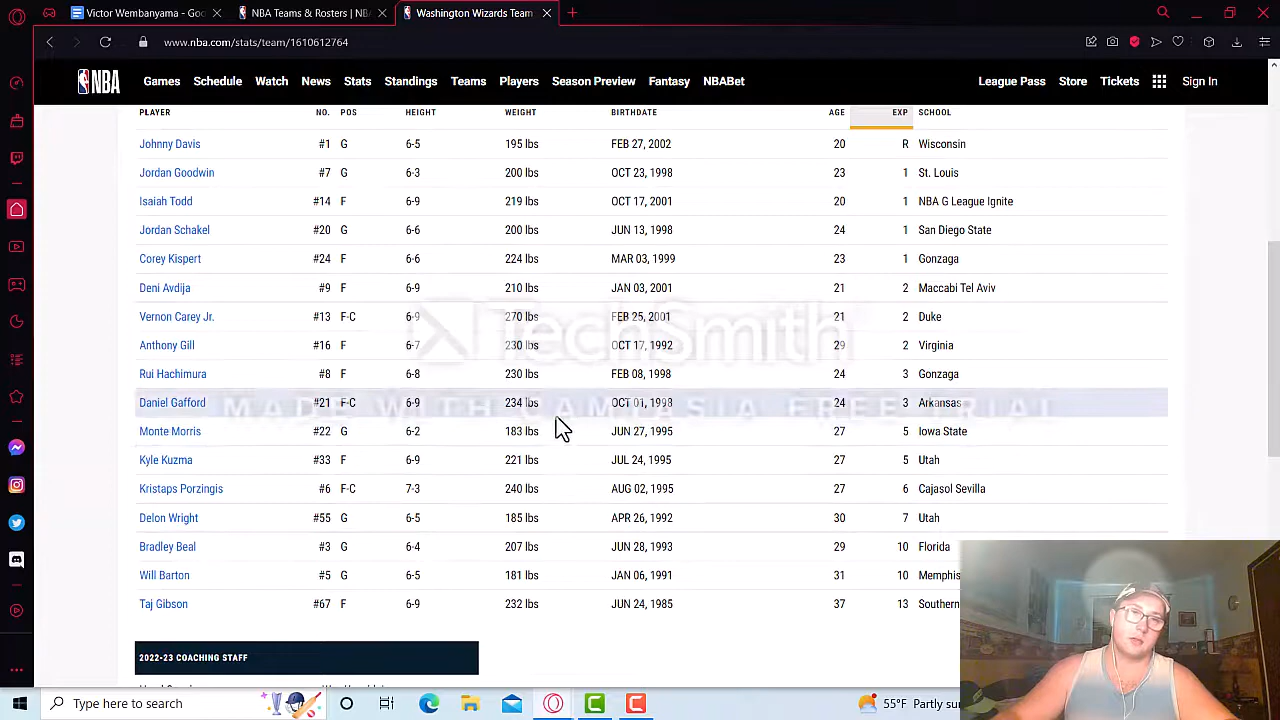 Victor Wembanyama - Go
NBA Teams & Rosters | NB
Washington Wizards Team
www.nba.com/stats/team/1610612764
NBA Games Schedule Watch News Stats Standings Teams Players Season Preview Fantasy NBABet League Pass Store Tickets Sign In
PLAYER NO. POS HEIGHT WEIGHT BIRTHDATE AGE EXP SCHOOL
Johnny Davis #1 G 6-5 195 lbs FEB 27, 2002 20 R Wisconsin
Jordan Goodwin #7 G 6-3 200 lbs OCT 23, 1998 23 1 St. Louis
Isaiah Todd #14 F 6-9 219 lbs OCT 17, 2001 20 1 NBA G League Ignite
Jordan Schakel #20 G 6-6 200 lbs JUN 13, 1998 24 1 San Diego State
Corey Kispert #24 F 6-6 224 lbs MAR 03, 1999 23 1 Gonzaga
Deni Avdija #9 F 6-9 210 lbs JAN 03, 2001 21 2 Maccabi Tel Aviv
Vernon Carey Jr. #13 F-C 6-9 270 lbs FEB 25, 2001 21 2 Duke
TechSmith
Anthony Gill #16 F 6-7 230 lbs OCT 17, 1992 29 2 Virginia
Rui Hachimura #8 F 6-8 230 lbs FEB 08, 1998 24 3 Gonzaga
Daniel Gafford #21 F-C 6-9 234 lbs OCT 01, 1998 24 3 Arkansas
MADE WITH CAMTASIA FREE TRIAL
Monte Morris #22 G 6-2 183 lbs JUN 27, 1995 27 5 Iowa State
Kyle Kuzma #33 F 6-9 221 lbs JUL 24, 1995 27 5 Utah
Kristaps Porzingis #6 F-C 7-3 240 lbs AUG 02, 1995 27 6 Cajasol Sevilla
Delon Wright #55 G 6-5 185 lbs APR 26, 1992 30 7 Utah
Bradley Beal #3 G 6-4 207 lbs JUN 28, 1993 29 10 Florida
Will Barton #5 G 6-5 181 lbs JAN 06, 1991 31 10 Memphis
Taj Gibson #67 F 6-9 232 lbs JUN 24, 1985 37 13 Southern
2022-23 COACHING STAFF
Type here to search
55°F Partly su